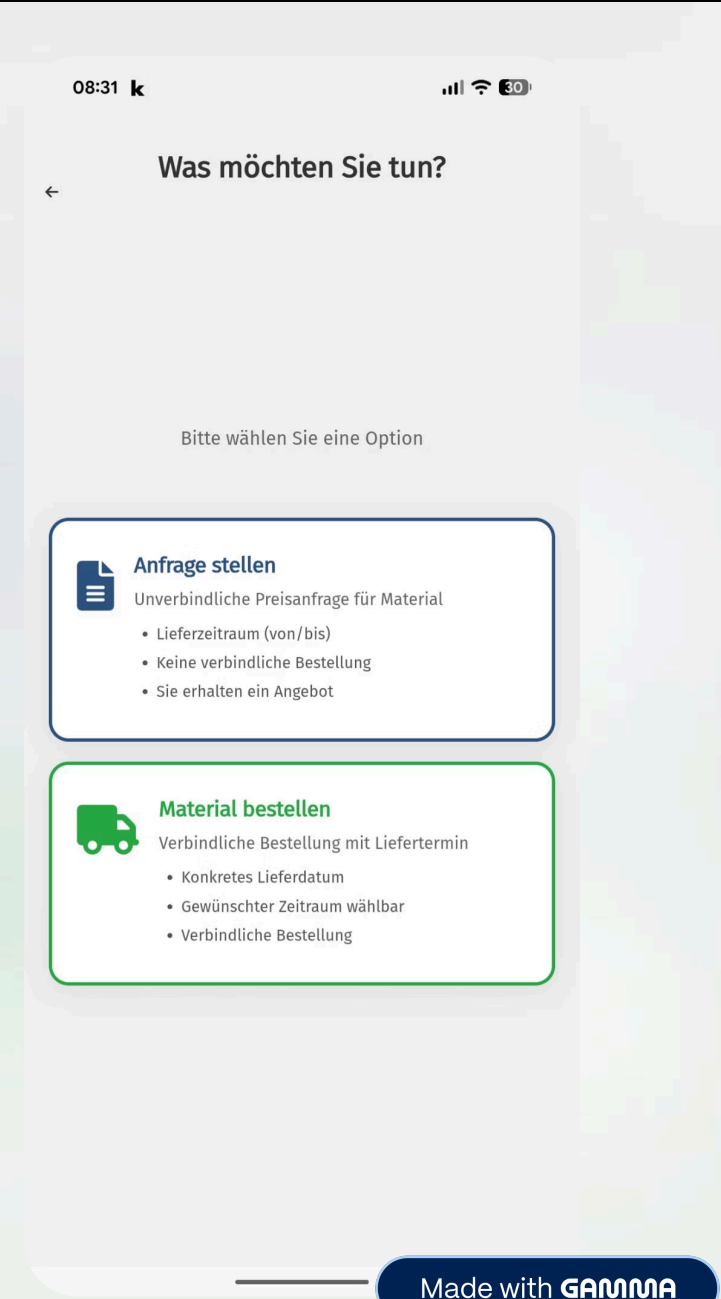 08:31 k 30
Was möchten Sie tun?
Bitte wählen Sie eine Option
Anfrage stellen
Unverbindliche Preisanfrage für Material
• Lieferzeitraum (von/bis)
• Keine verbindliche Bestellung
• Sie erhalten ein Angebot
Material bestellen
Verbindliche Bestellung mit Liefertermin
• Konkretes Lieferdatum
• Gewünschter Zeitraum wählbar
• Verbindliche Bestellung
Made with GAMMA